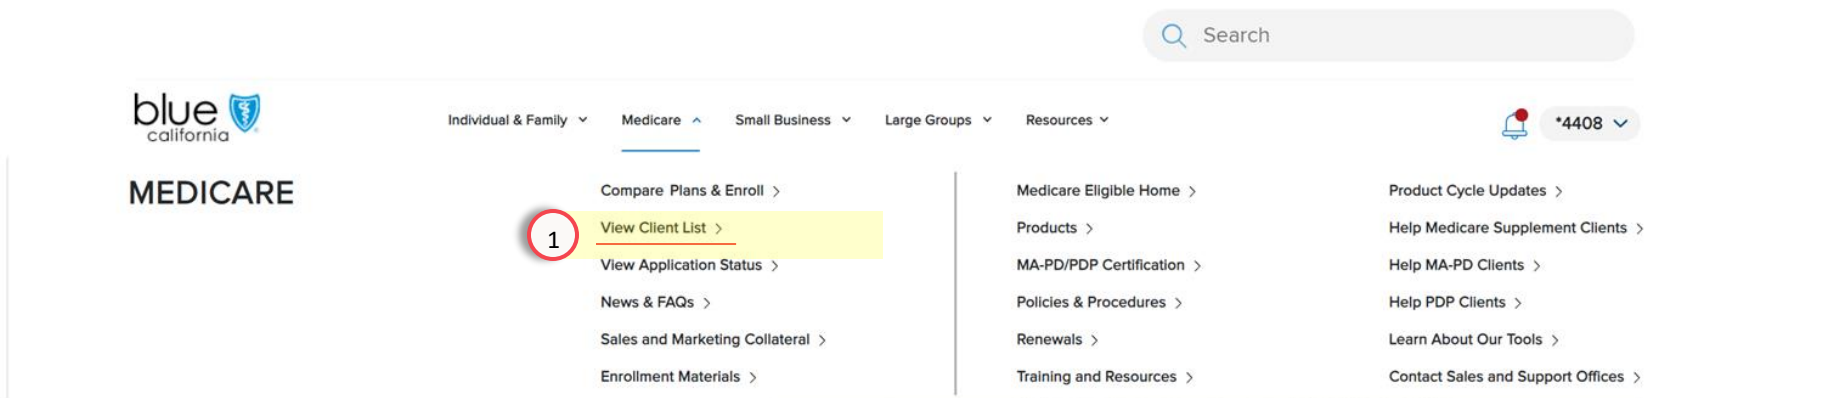 Search
blue
california
Individual & Family
Medicare
Small Business
Large Groups
Resources
*4408
MEDICARE
Compare Plans & Enroll
1
View Client List
View Application Status
News & FAQs
Sales and Marketing Collateral
Enrollment Materials
Medicare Eligible Home
Products
MA-PD/PDP Certification
Policies & Procedures
Renewals
Training and Resources
Product Cycle Updates
Help Medicare Supplement Clients
Help MA-PD Clients
Help PDP Clients
Learn About Our Tools
Contact Sales and Support Offices